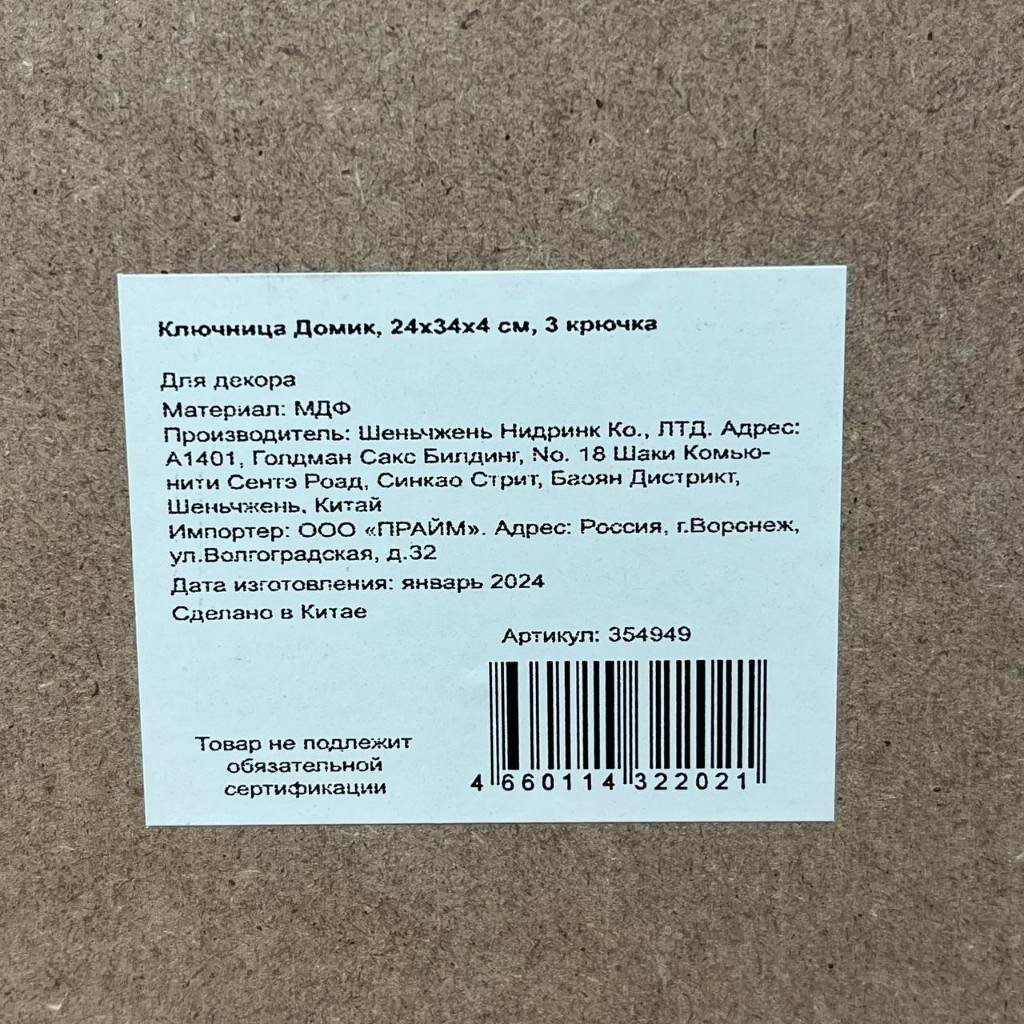 Ключница Домик, 24х34х4 см, 3 крючка
Для декора
Материал: МДФ
Производитель: Шеньчжень Нидринк Ко., ЛТД. Адрес:
А1401, Голдман Сакс Билдинг, No. 18 Шаки Комью-
нити Сентэ Роад, Синкао Стрит, Баоян Дистрикт,
Шеньчжень, Китай
Импортер: ООО «ПРАЙМ». Адрес: Россия, г.Воронеж,
ул.Волгоградская, д.32
Дата изготовления: январь 2024
Сделано в Китае
Артикул: 354949
Товар не подлежит
обязательной
сертификации
4 660114 322021